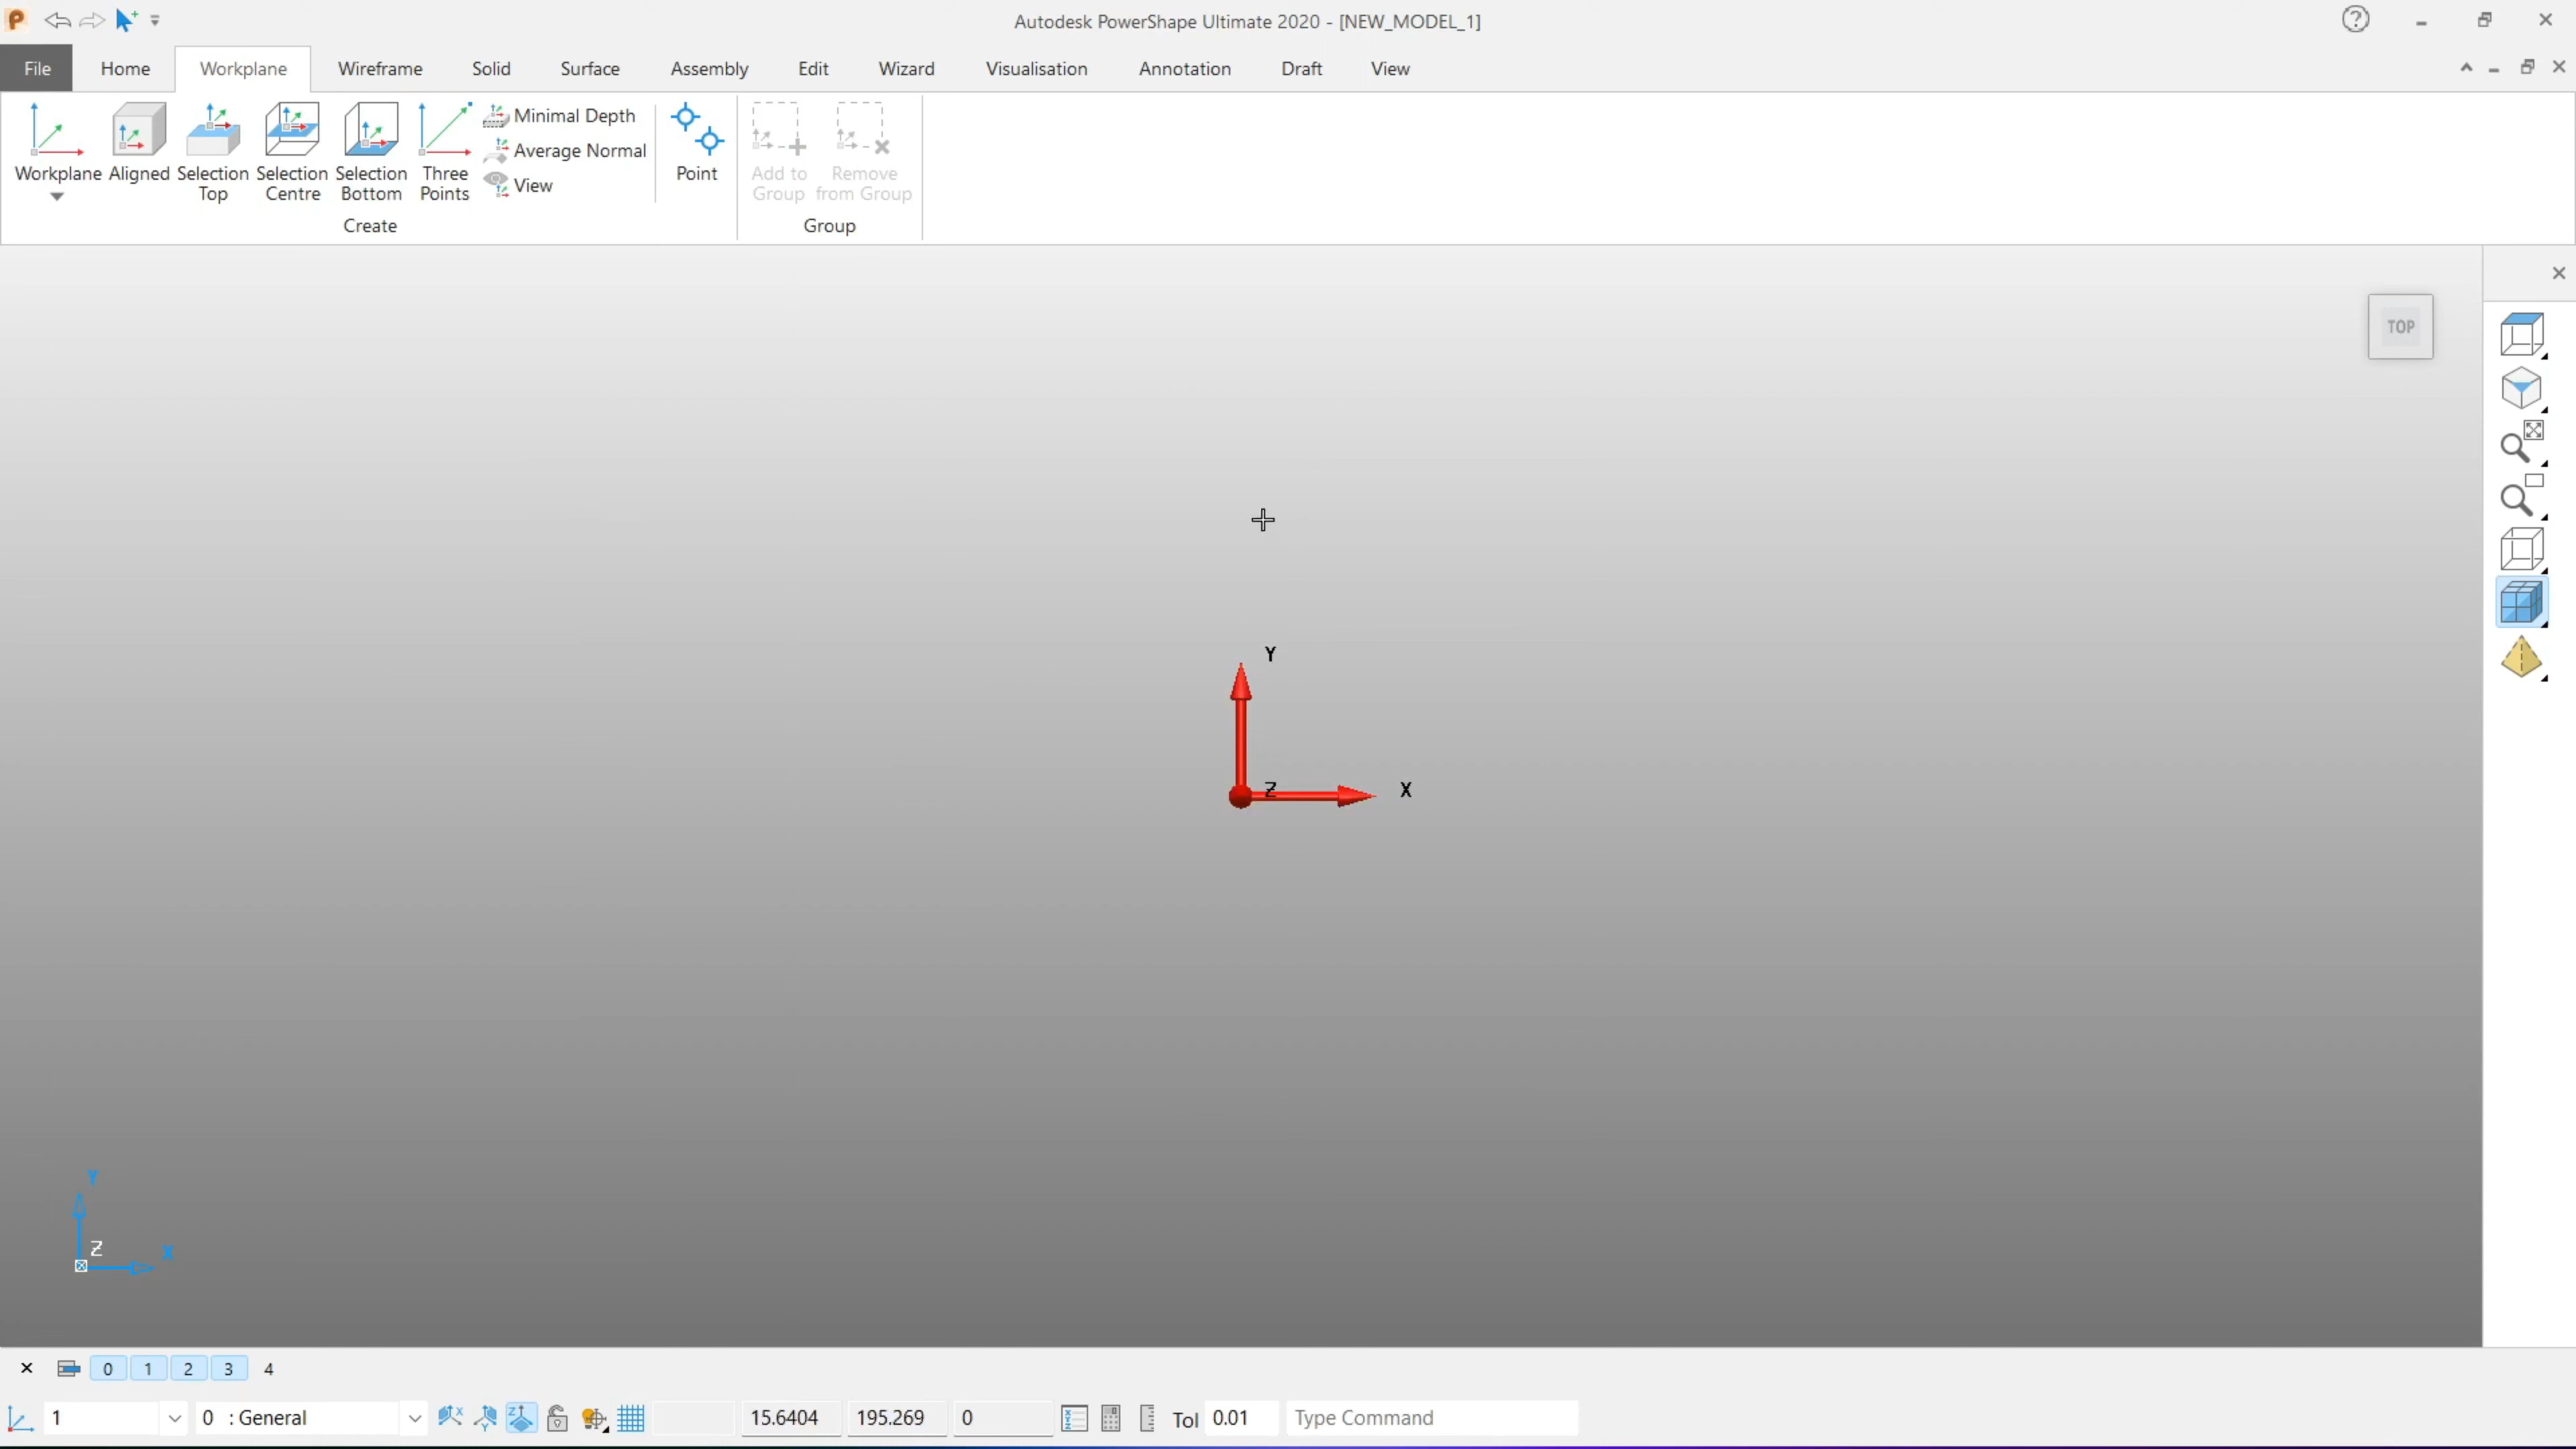 Autodesk PowerShape Ultimate 2020 - [NEW_MODEL_1]
File Home Workplane Wireframe Solid Surface Assembly Edit Wizard Visualisation Annotation Draft View
Workplane
Aligned
Selection Top
Selection Centre
Selection Bottom
Three Points
Minimal Depth
Average Normal
View
Point
Add to Group
Remove from Group
Create
Group
TOP
Y
Z X
Y
Z X
0 1 2 3 4
1 0 : General 15.6404 195.269 0 Tol 0.01 Type Command